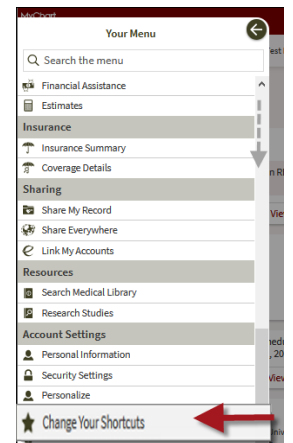 MyChart
Your Menu
Search the menu
Financial Assistance
Estimates
Insurance
Insurance Summary
Coverage Details
Sharing
Share My Record
Share Everywhere
Link My Accounts
Resources
Search Medical Library
Research Studies
Account Settings
Personal Information
Security Settings
Personalize
Change Your Shortcuts